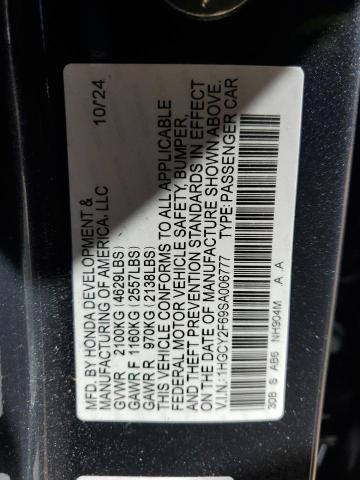 MFD. BY HONDA DEVELOPMENT & 10/24
MANUFACTURING OF AMERICA, LLC
GVWR 2100KG (4629LBS)
GAWR F 1160KG (2557LBS)
GAWR R 970KG (2138LBS)
THIS VEHICLE CONFORMS TO ALL APPLICABLE
FEDERAL MOTOR VEHICLE SAFETY, BUMPER,
AND THEFT PREVENTION STANDARDS IN EFFECT
ON THE DATE OF MANUFACTURE SHOWN ABOVE.
V.I.N.: 1HGCY2F69SA006777 TYPE: PASSENGER CAR
30B S AB6 NH904M A A